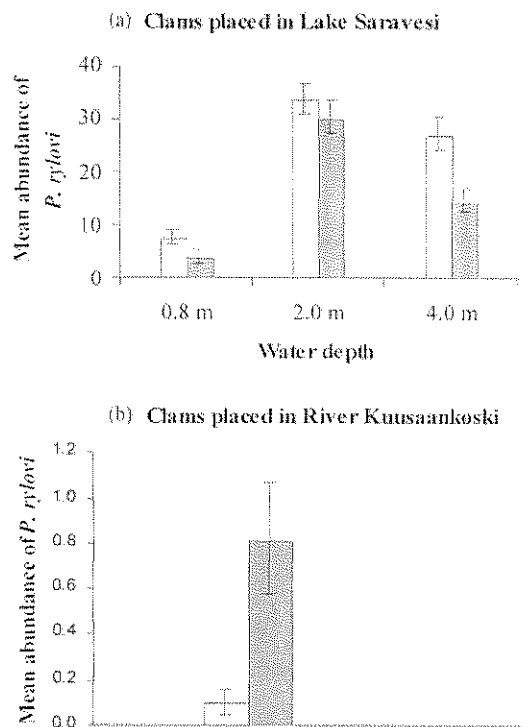 (a) Clams placed in Lake Saravesi
40
30
20
10
0
Mean abundance of
P. rylovi
0.8 m 2.0 m 4.0 m
Water depth
(b) Clams placed in River Kuusaankoski
1.2
1.0
0.8
0.6
0.4
0.2
0.0
Mean abundance of P. rylovi